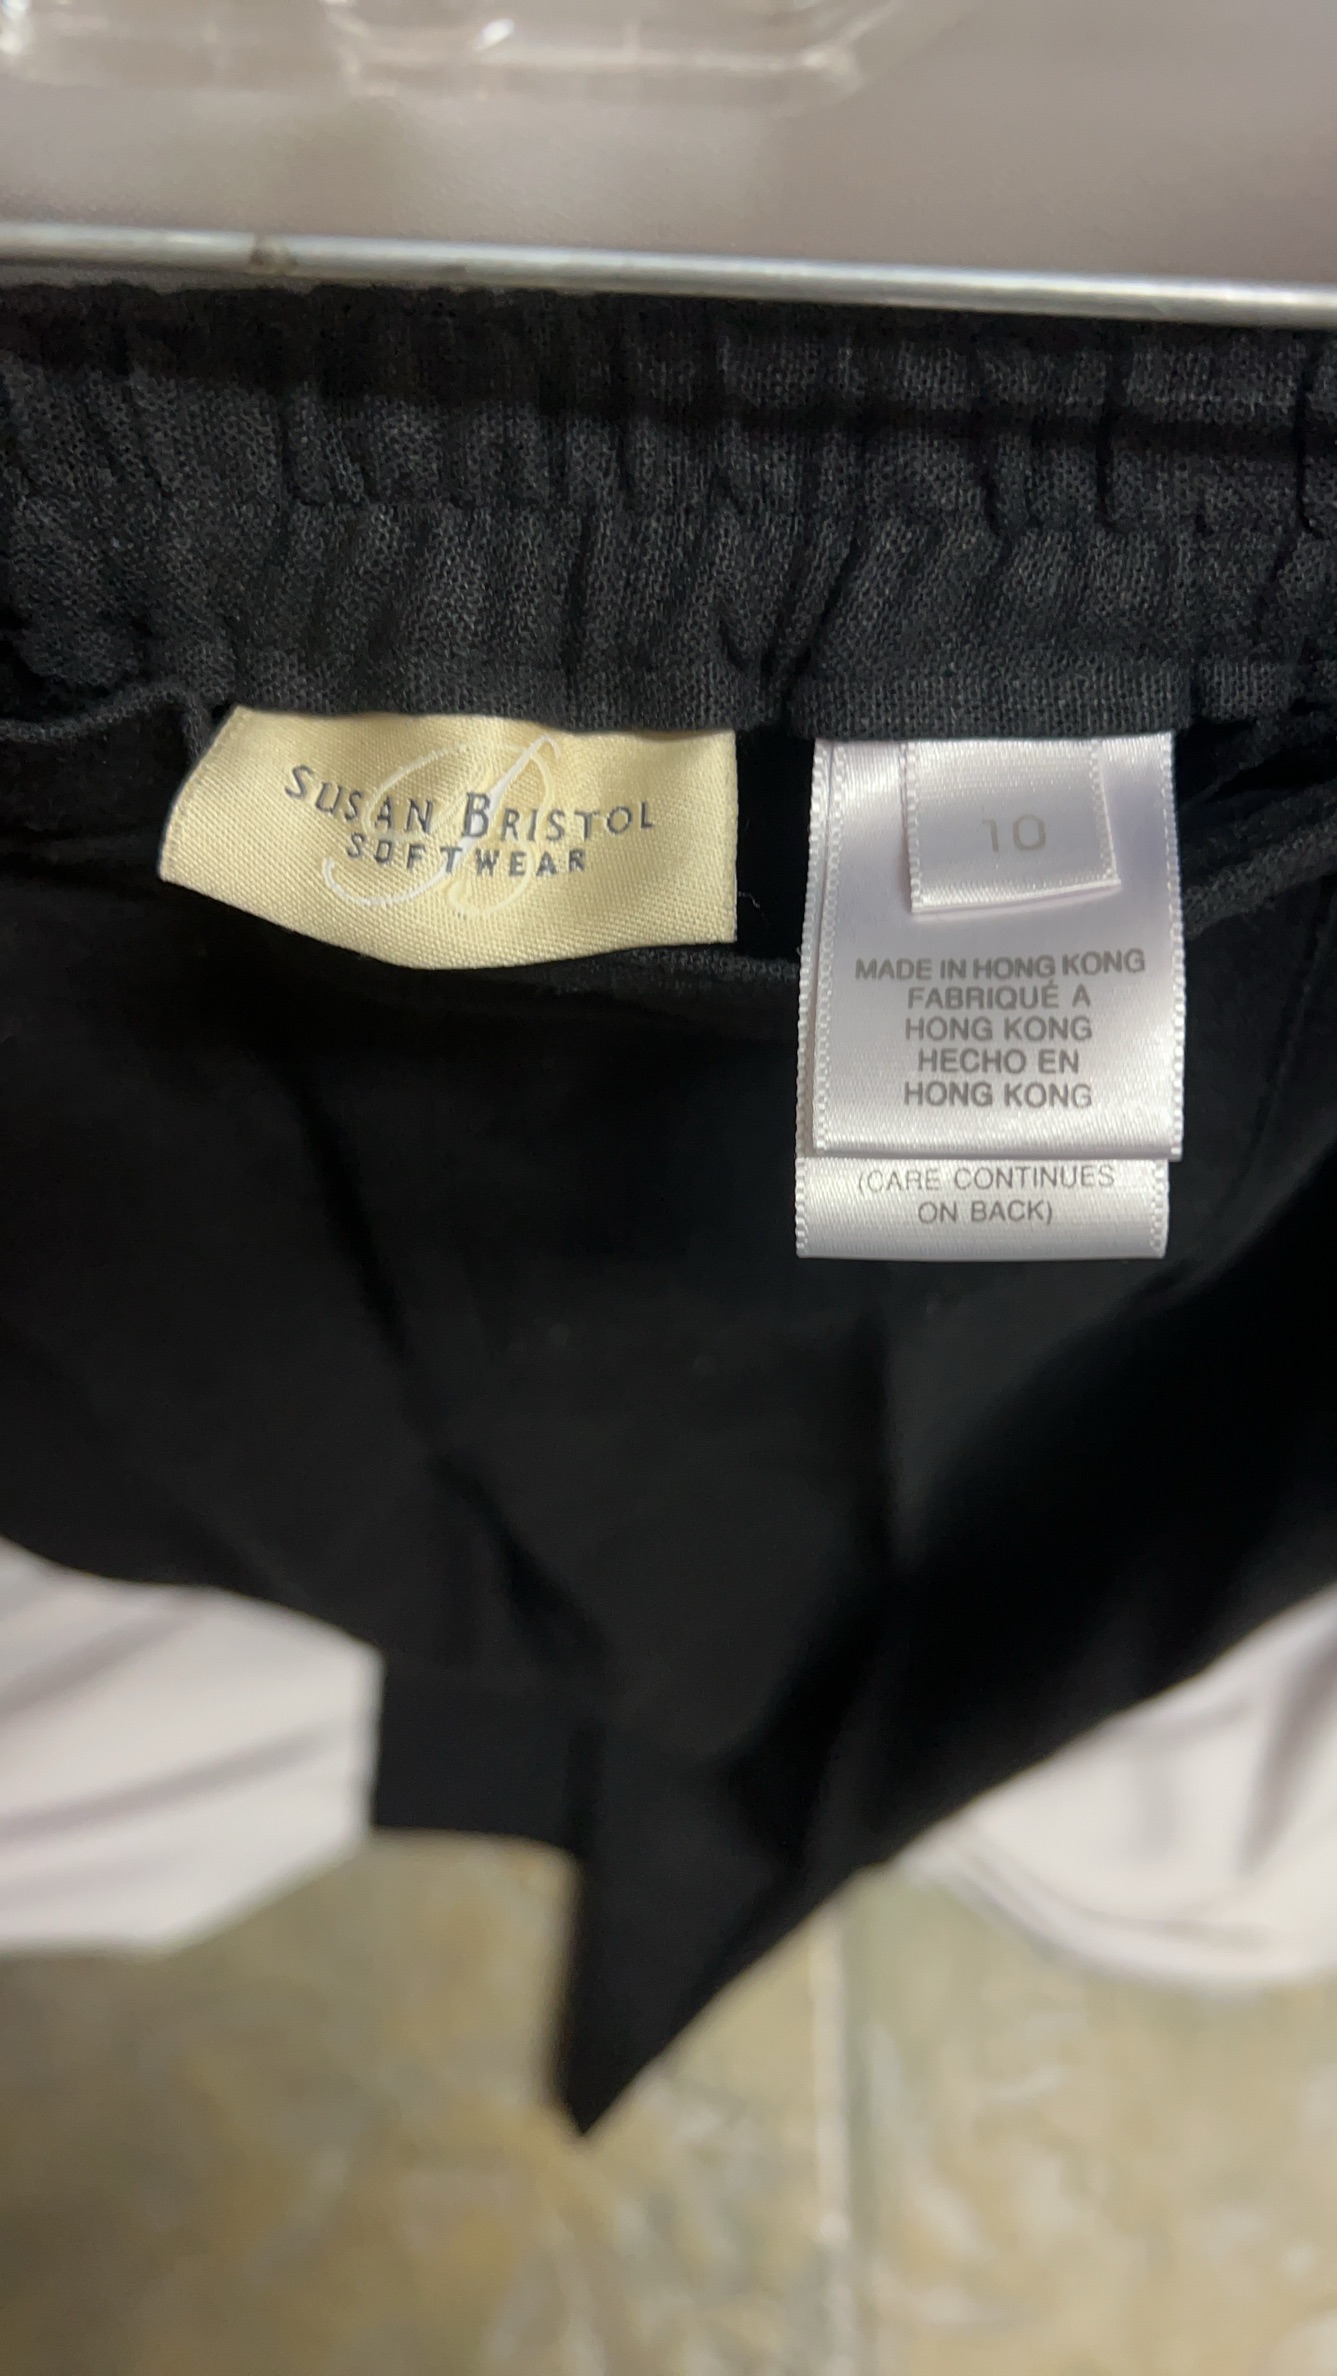 SUSAN BRISTOL
SOFTWEAR
10
MADE IN HONG KONG
FABRIQUÉ A
HONG KONG
HECHO EN
HONG KONG
(CARE CONTINUES
ON BACK)